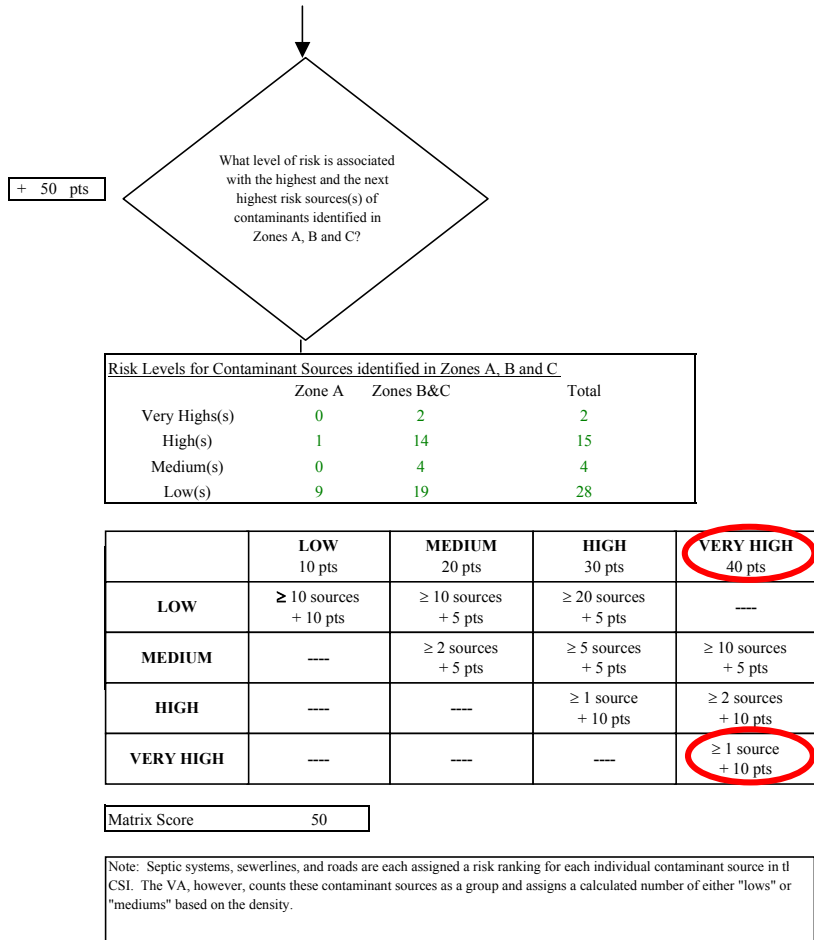 What level of risk is associated
with the highest and the next
highest risk sources(s) of
contaminants identified in
Zones A, B and C?
+ 50 pts
Risk Levels for Contaminant Sources identified in Zones A, B and C
Zone A Zones B&C Total
Very Highs(s) 0 2 2
High(s) 1 14 15
Medium(s) 0 4 4
Low(s) 9 19 28
LOW MEDIUM HIGH VERY HIGH
10 pts 20 pts 30 pts 40 pts
LOW ≥ 10 sources ≥ 10 sources ≥ 20 sources ----
+ 10 pts + 5 pts + 5 pts
MEDIUM ---- ≥ 2 sources ≥ 5 sources ≥ 10 sources
+ 5 pts + 5 pts + 5 pts
HIGH ---- ---- ≥ 1 source ≥ 2 sources
+ 10 pts + 10 pts
VERY HIGH ---- ---- ---- ≥ 1 source
+ 10 pts
Matrix Score 50
Note: Septic systems, sewerlines, and roads are each assigned a risk ranking for each individual contaminant source in
CSI. The VA, however, counts these contaminant sources as a group and assigns a calculated number of either "lows" or
"mediums" based on the density.